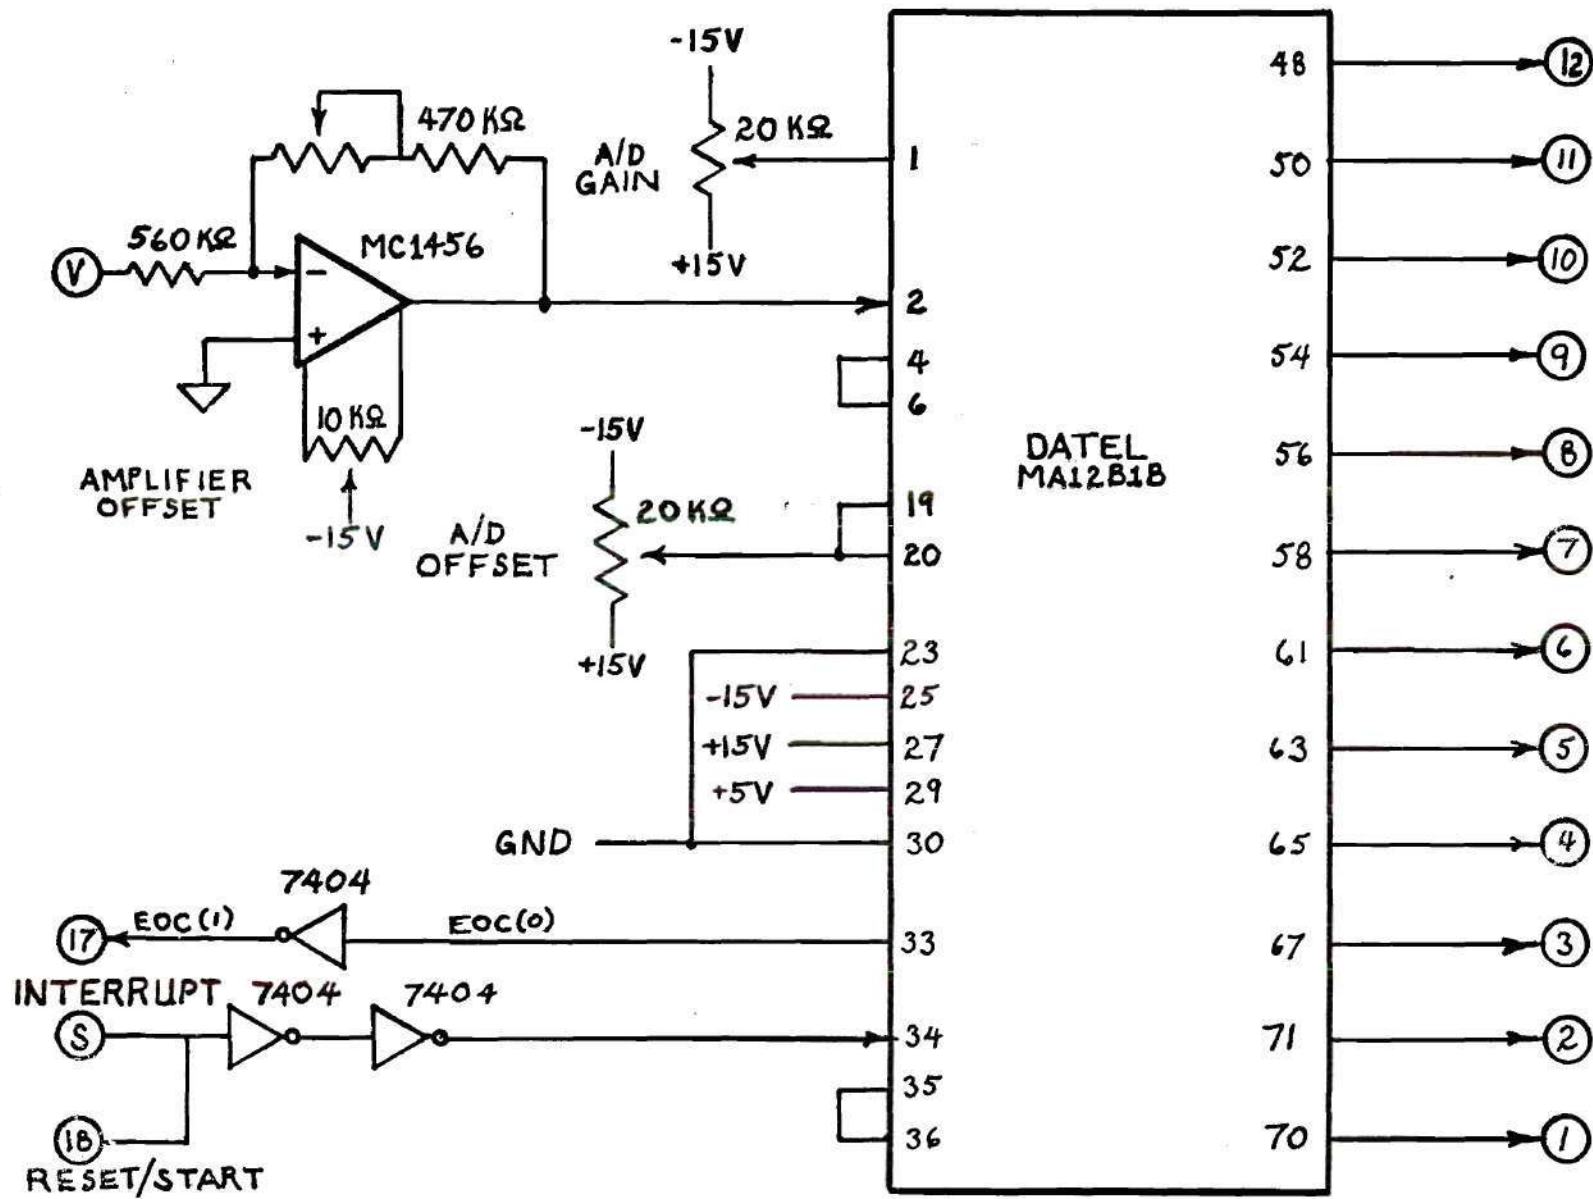 -15V
48
12
470 KΩ
20 KΩ
A/D
GAIN
1
50
11
560 KΩ
MC1456
V
-
+15V
52
10
2
+
4
54
9
6
10 KΩ
-15V
DATEL
MA12B1B
56
8
AMPLIFIER
OFFSET
-15V
20 KΩ
19
A/D
OFFSET
20
58
7
+15V
23
61
6
-15V
25
+15V
27
63
5
+5V
29
GND
30
65
4
7404
17
EOC(1)
EOC(0)
33
67
3
INTERRUPT
7404
7404
S
34
71
2
35
18
36
70
1
RESET/START